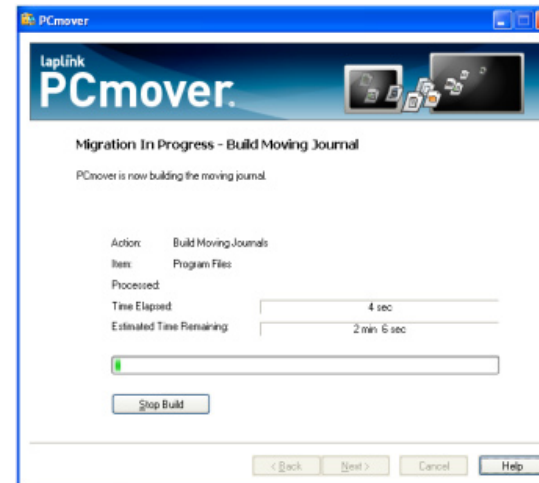 PCmover
laplink
PCmover.
Migration In Progress - Build Moving Journal
PCmover is now building the moving journal.
Action: Build Moving Journals
Item: Program Files
Processed:
Time Elapsed: 4 sec
Estimated Time Remaining: 2 min 6 sec
Stop Build
< Back Next > Cancel Help